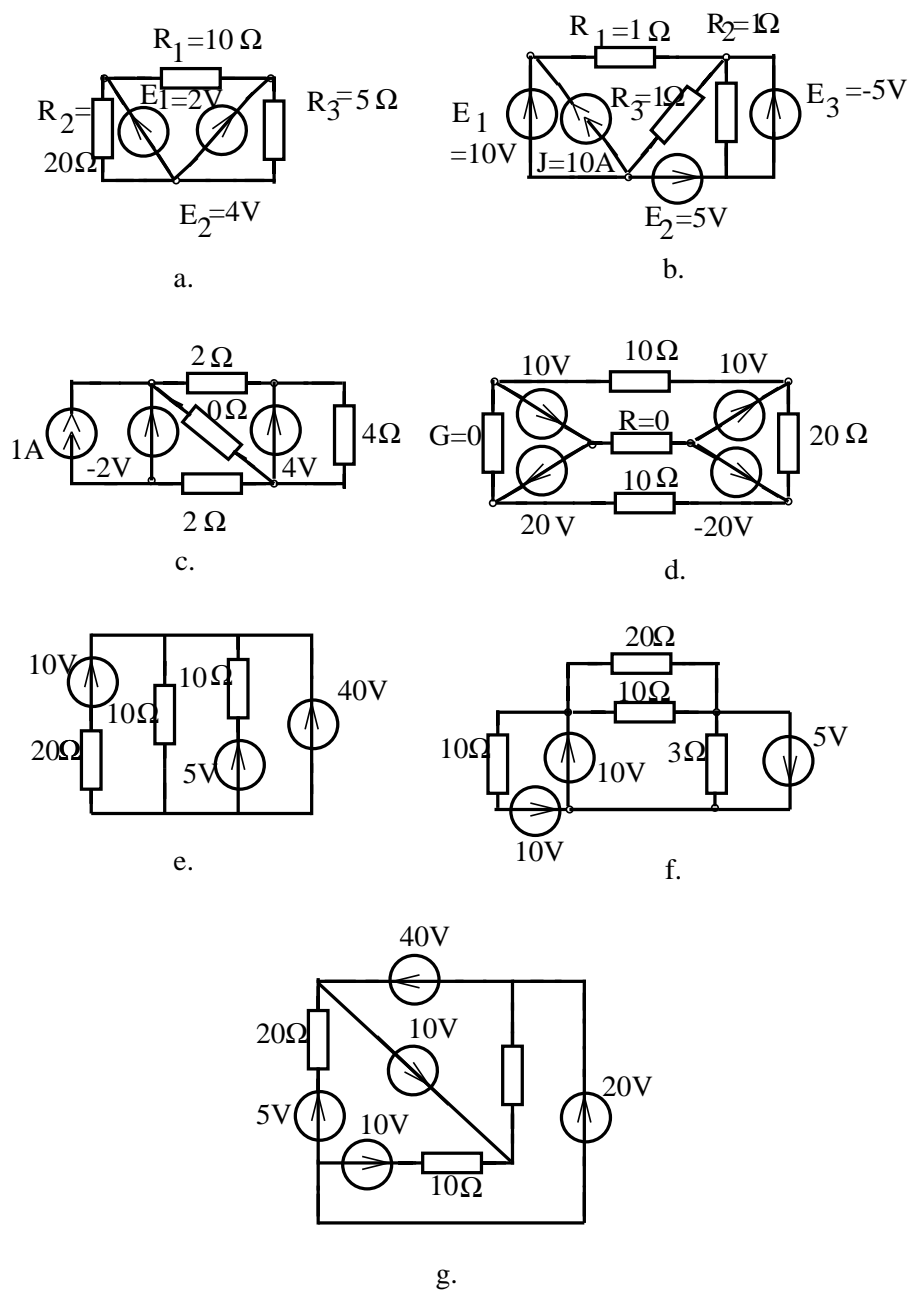 R1=10 Ω
E1=2V
R2=
20Ω
R3=5 Ω
E2=4V
a.
R1=1 Ω
R2=1Ω
E1
=10V
R3=1Ω
J=10A
E3=-5V
E2=5V
b.
2 Ω
0 Ω
1A
-2V
4V
4Ω
2 Ω
c.
10V
10Ω
10V
G=0
R=0
20 Ω
10Ω
20 V
-20V
d.
10V
10Ω
10Ω
20Ω
5V
40V
e.
20Ω
10Ω
10Ω
10V
3Ω
5V
10V
f.
40V
20Ω
10V
5V
10V
20V
10Ω
g.